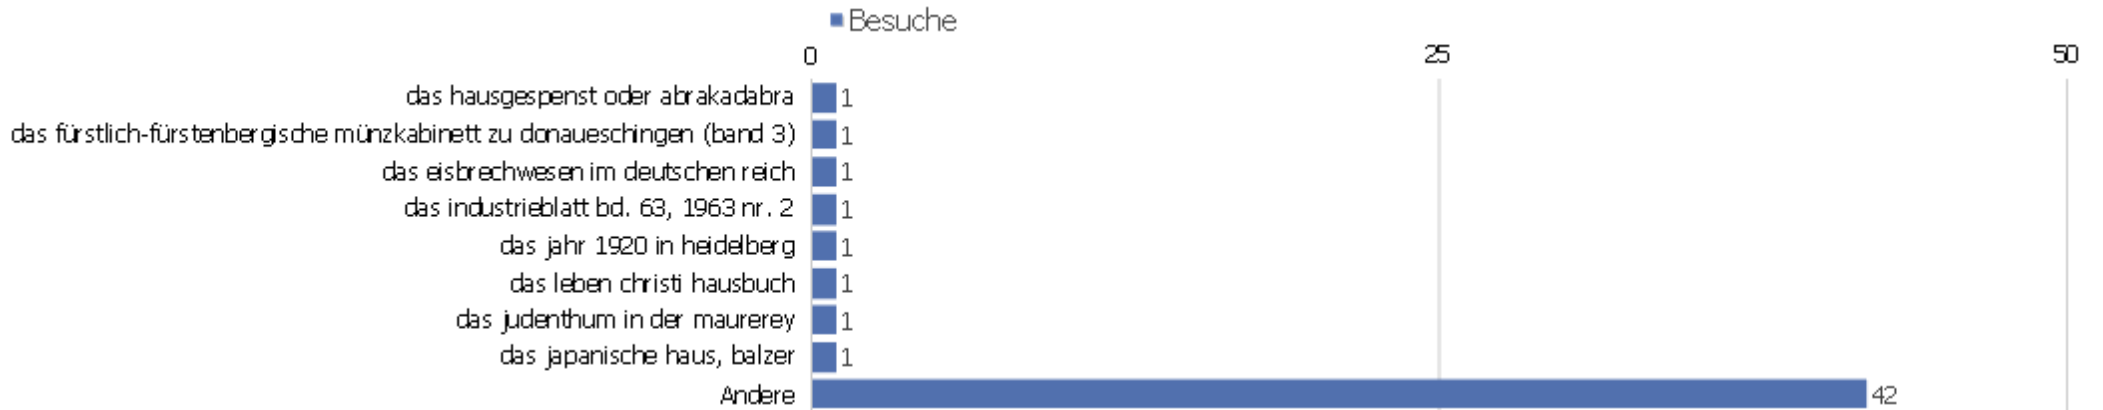 Besuche
0 25 50
das hausgespenst oder abrakadabra 1
das fürstlich-fürstenbergische münzkabinett zu donaueschingen (band 3) 1
das eisbrechwesen im deutschen reich 1
das industrieblatt bd. 63, 1963 nr. 2 1
das jahr 1920 in heidelberg 1
das leben christi hausbuch 1
das judenthum in der maurerey 1
das japanische haus, balzer 1
Andere 42